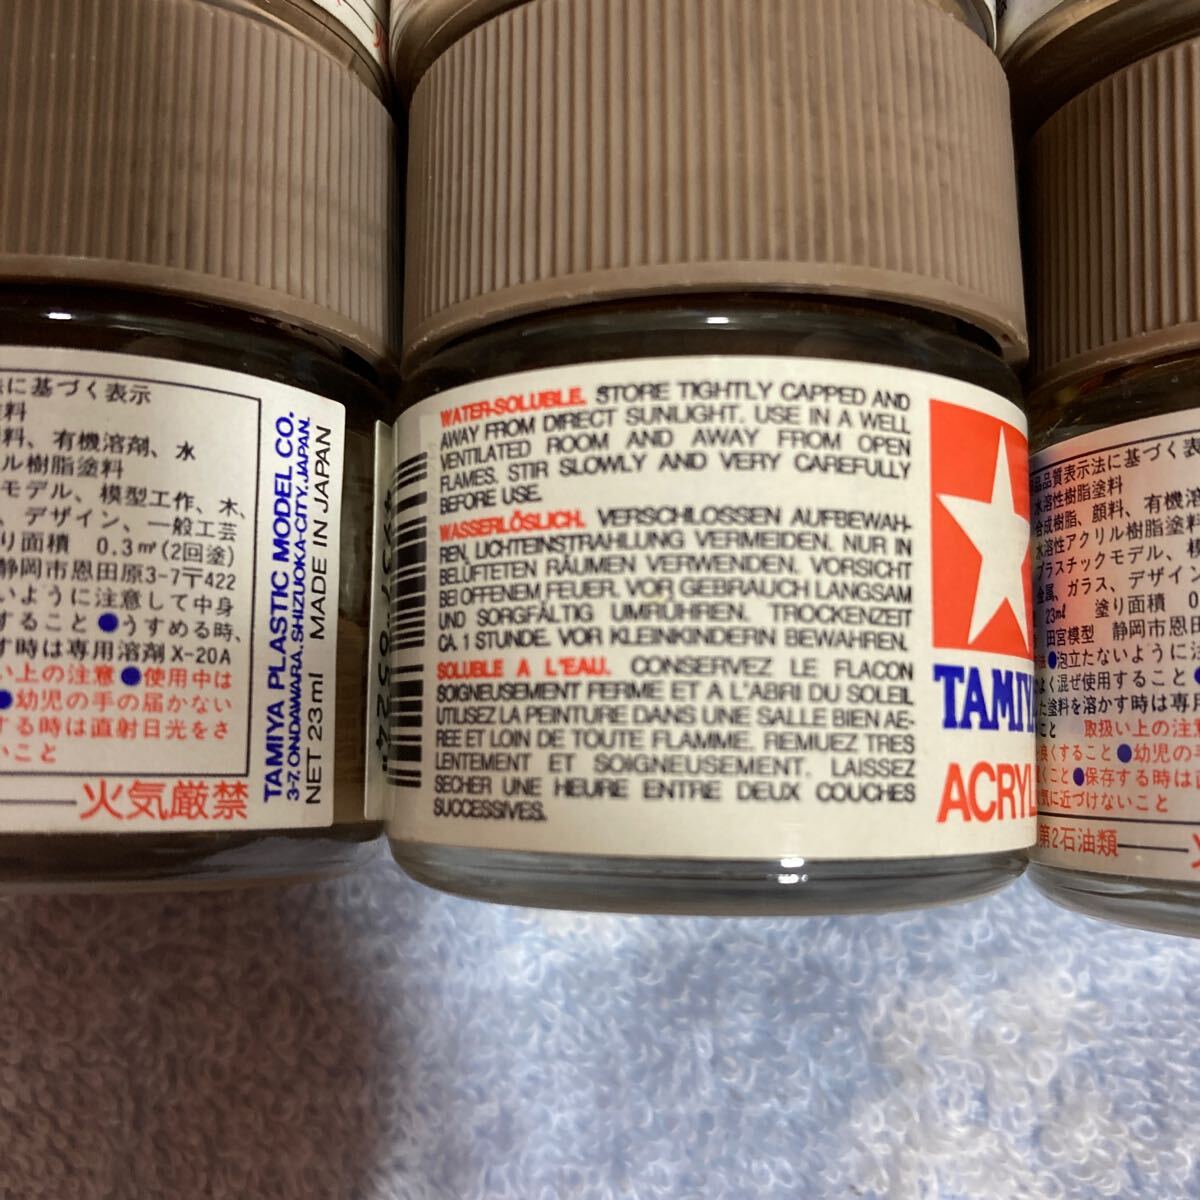 法に基づく表示
塗料
料、有機溶剤、水
ル樹脂塗料
モデル、模型工作、木、
、デザイン、一般工芸
り面積 0.3㎡(2回塗)
静岡市恩田原3-7〒422
いように注意して中身
すること ●うすめる時、
す時は専用溶剤X-20A
い上の注意 ●使用中は
●幼児の手の届かない
する時は直射日光をさ
いこと
火気厳禁
TAMIYA PLASTIC MODEL CO.
3-7, ONDAWARA, SHIZUOKA-CITY, JAPAN.
NET 23ml MADE IN JAPAN
WATER-SOLUBLE. STORE TIGHTLY CAPPED AND
AWAY FROM DIRECT SUNLIGHT. USE IN A WELL
VENTILATED ROOM AND AWAY FROM OPEN
FLAMES. STIR SLOWLY AND VERY CAREFULLY
BEFORE USE.
WASSERLÖSLICH. VERSCHLOSSEN AUFBEWAH-
REN, LICHTEINSTRAHLUNG VERMEIDEN. NUR IN
BELÜFTETEN RÄUMEN VERWENDEN. VORSICHT
BEI OFFENEM FEUER. VOR GEBRAUCH LANGSAM
UND SORGFÄLTIG UMRÜHREN. TROCKENZEIT
CA. 1 STUNDE. VOR KLEINKINDERN BEWAHREN.
SOLUBLE A L'EAU. CONSERVEZ LE FLACON
SOIGNEUSEMENT FERME ET A L'ABRI DU SOLEIL
UTILISEZ LA PEINTURE DANS UNE SALLE BIEN AE-
REE ET LOIN DE TOUTE FLAMME. REMUEZ TRES
LENTEMENT ET SOIGNEUSEMENT. LAISSEZ
SECHER UNE HEURE ENTRE DEUX COUCHES
SUCCESSIVES.
TAMIYA
ACRYL
品質表示法に基づく表
水溶性樹脂塗料
合成樹脂、顔料、有機溶
水溶性アクリル樹脂塗料
プラスチックモデル、模
金属、ガラス、デザイン
23㎖ 塗り面積 0
田宮模型 静岡市恩田
●泡立たないように注
よく混ぜ使用すること ●
した塗料を溶かす時は専用
取扱い上の注意
良くすること ●幼児の手
くこと ●保存する時は
火気に近づけないこと
第2石油類